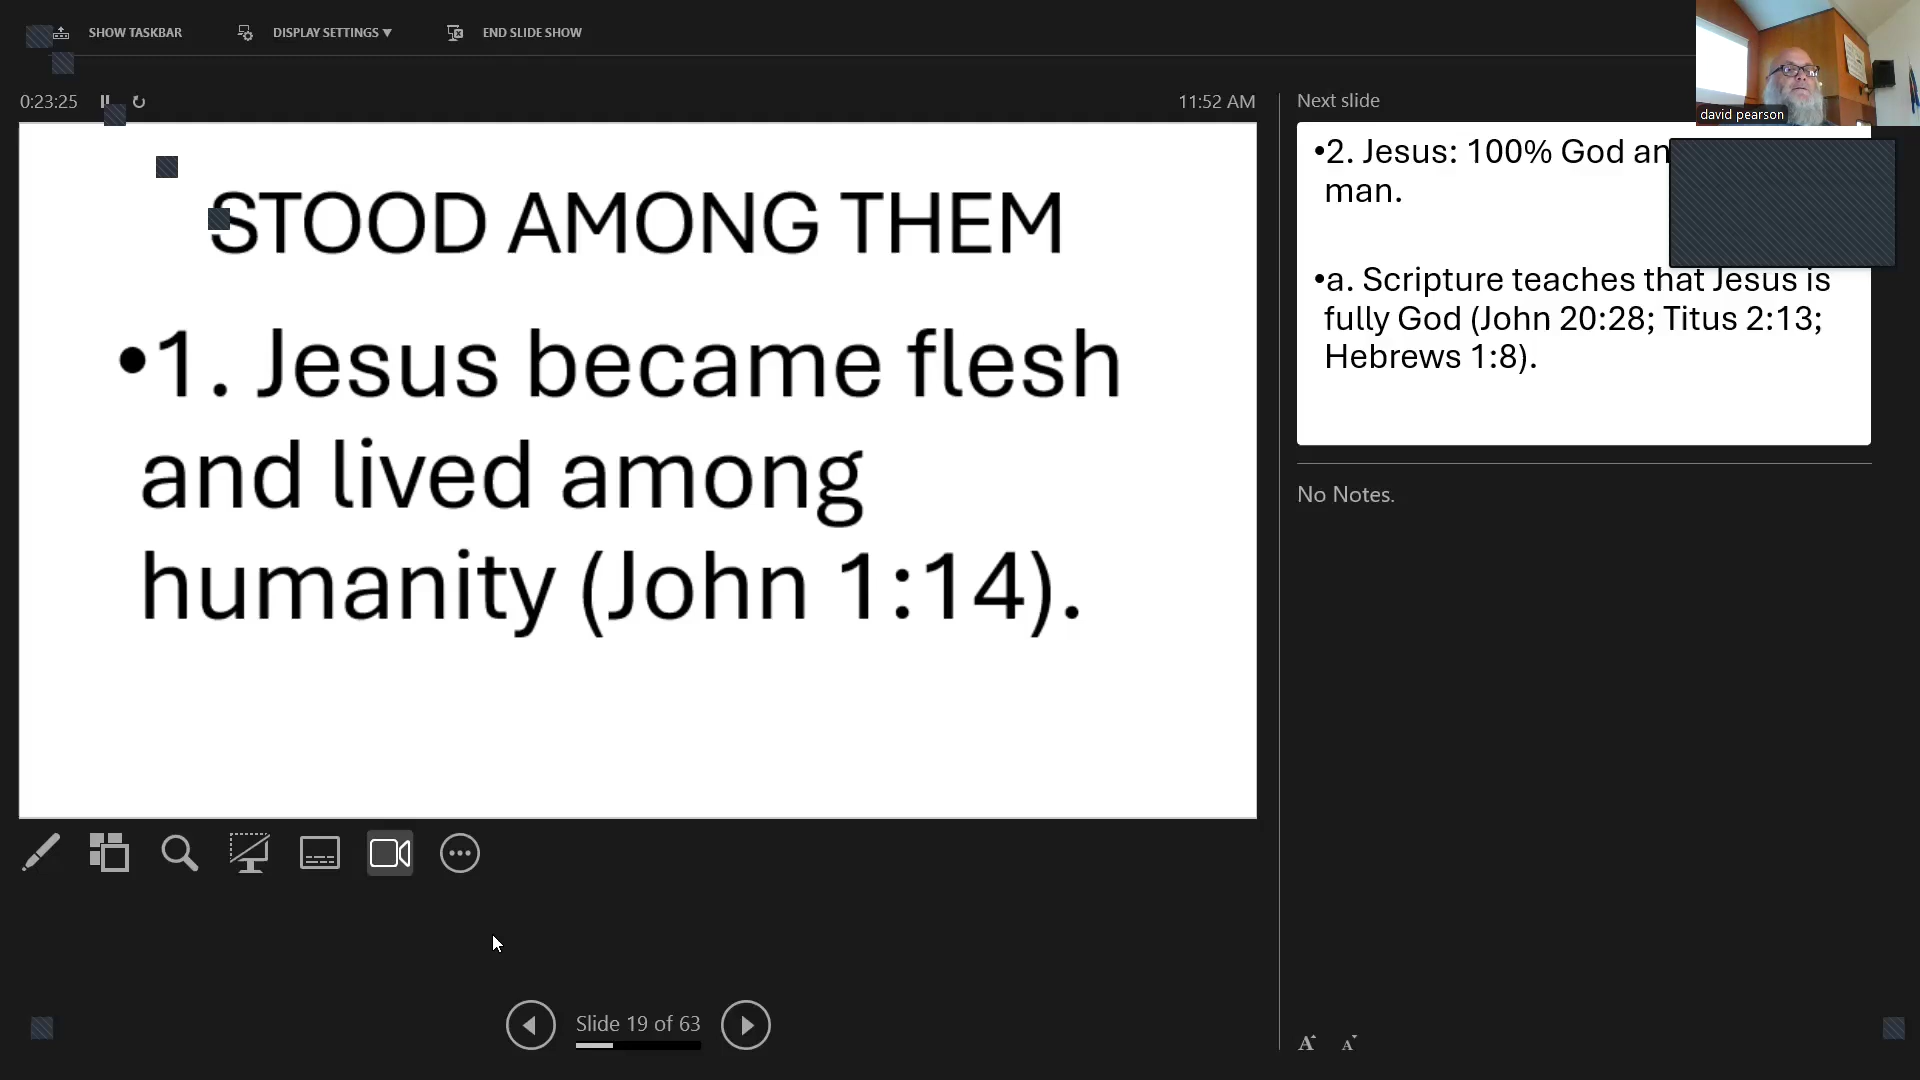 SHOW TASKBAR DISPLAY SETTINGS ▼ END SLIDE SHOW
0:23:25 11:52 AM
STOOD AMONG THEM
•1. Jesus became flesh
and lived among
humanity (John 1:14).
Slide 19 of 63
Next slide
•2. Jesus: 100% God an
man.
•a. Scripture teaches that Jesus is
fully God (John 20:28; Titus 2:13;
Hebrews 1:8).
No Notes.
A A
david pearson